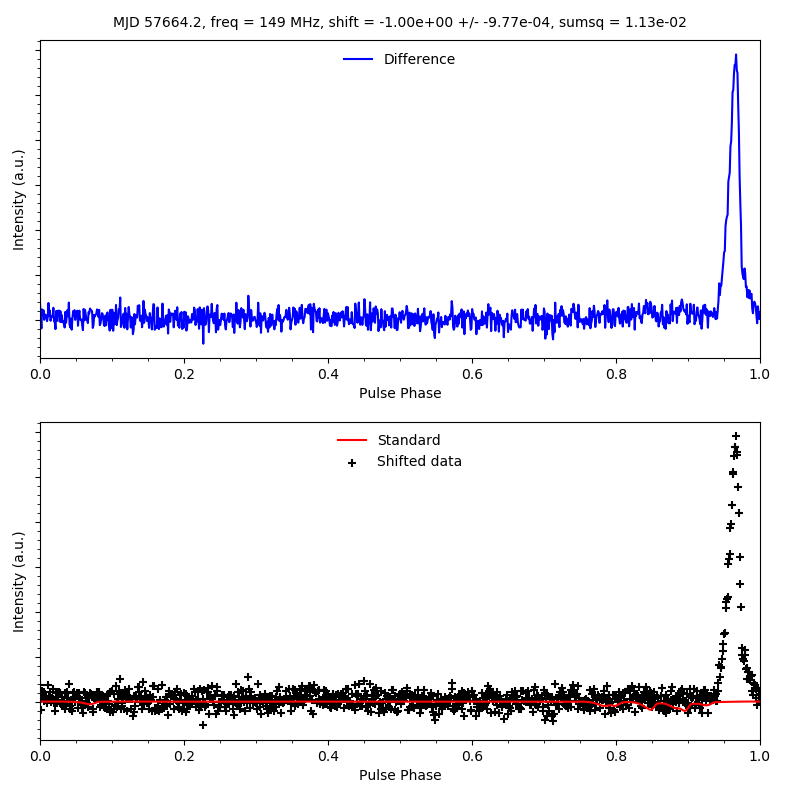 MJD 57664.2, freq = 149 MHz, shift = -1.00e+00 +/- -9.77e-04, sumsq = 1.13e-02
Difference
Intensity (a.u.)
0.0 0.2 0.4 0.6 0.8 1.0
Pulse Phase
Standard
Shifted data
Intensity (a.u.)
0.0 0.2 0.4 0.6 0.8 1.0
Pulse Phase